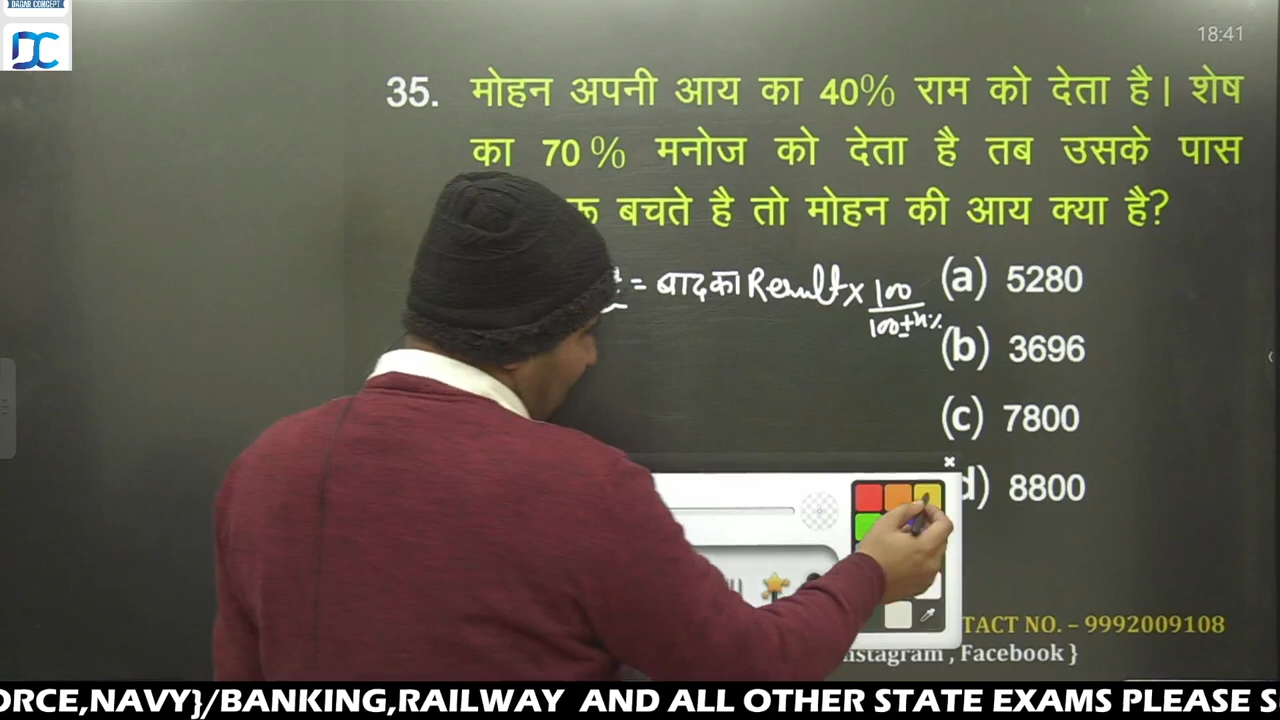 DAGAR CONCEPT
DC
18:41
35. मोहन अपनी आय का 40% राम को देता है। शेष
का 70 % मनोज को देता है तब उसके पास
रू बचते है तो मोहन की आय क्या है?
= बादका Result × 100
100±x%
(a) 5280
(b) 3696
(c) 7800
d) 8800
TACT NO. – 9992009108
nstagram , Facebook }
ORCE,NAVY}/BANKING,RAILWAY AND ALL OTHER STATE EXAMS PLEASE S